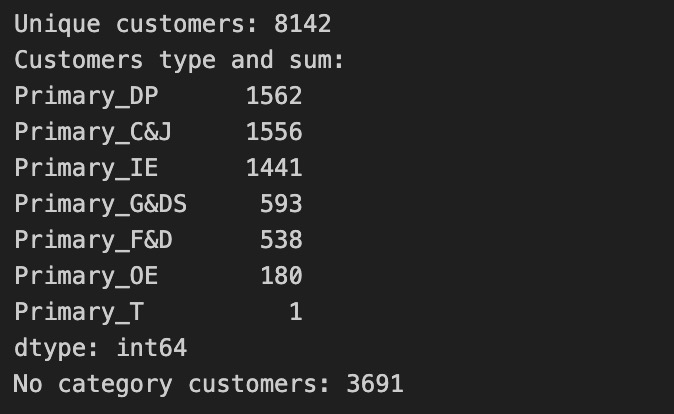 Unique customers: 8142
Customers type and sum:
Primary_DP      1562
Primary_C&J     1556
Primary_IE      1441
Primary_G&DS     593
Primary_F&D      538
Primary_OE       180
Primary_T          1
dtype: int64
No category customers: 3691